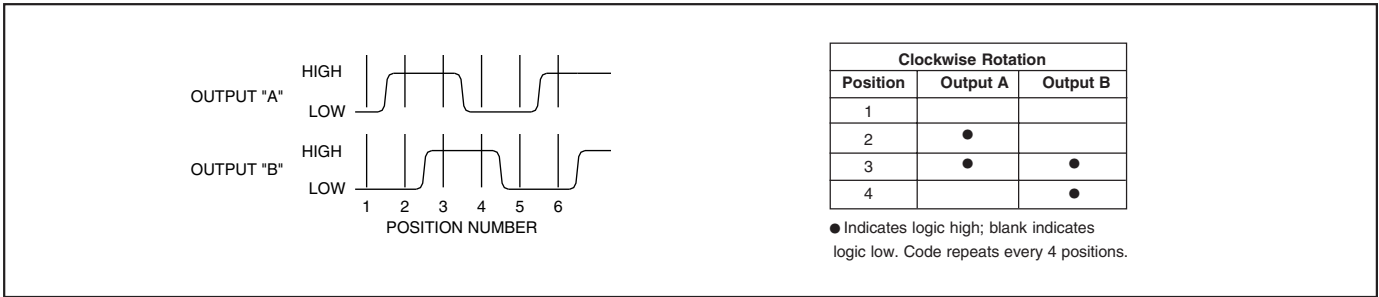 OUTPUT "A"
HIGH
LOW
OUTPUT "B"
HIGH
LOW
1 2 3 4 5 6
POSITION NUMBER
Clockwise Rotation
Position Output A Output B
1
2 ●
3 ● ●
4 ●
● Indicates logic high; blank indicates
logic low. Code repeats every 4 positions.